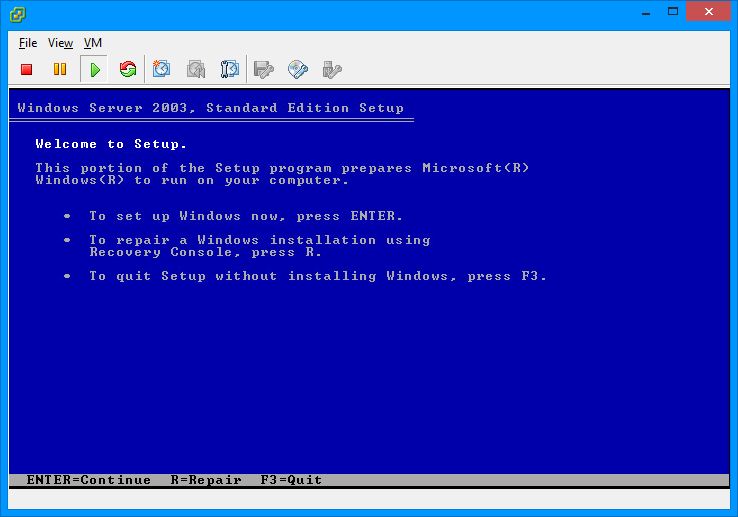 File View VM
Windows Server 2003, Standard Edition Setup
Welcome to Setup.
This portion of the Setup program prepares Microsoft(R)
Windows(R) to run on your computer.
• To set up Windows now, press ENTER.
• To repair a Windows installation using
Recovery Console, press R.
• To quit Setup without installing Windows, press F3.
ENTER=Continue R=Repair F3=Quit